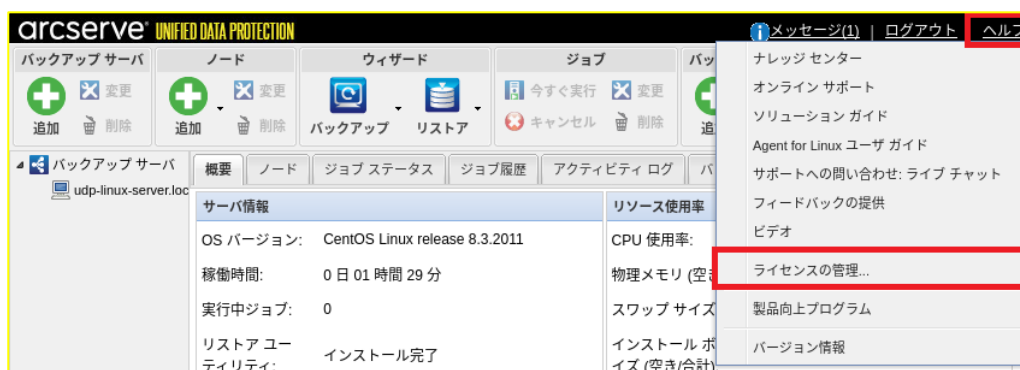 arcserve® UNIFIED DATA PROTECTION
メッセージ(1) | ログアウト ヘルプ
バックアップ サーバ ノード ウィザード ジョブ バッ
追加 変更 削除
追加 変更 削除
バックアップ リストア
今すぐ実行 変更
キャンセル 削除
追
バックアップ サーバ
udp-linux-server.loc
概要 ノード ジョブ ステータス ジョブ履歴 アクティビティ ログ バ
サーバ情報
OS バージョン: CentOS Linux release 8.3.2011
稼働時間: 0 日 01 時間 29 分
実行中ジョブ: 0
リストア ユー
ティリティ:
インストール完了
リソース使用率
CPU 使用率:
物理メモリ (空き
スワップ サイズ
インストール ボ
イズ (空き/合計)
ナレッジ センター
オンライン サポート
ソリューション ガイド
Agent for Linux ユーザ ガイド
サポートへの問い合わせ: ライブ チャット
フィードバックの提供
ビデオ
ライセンスの管理...
製品向上プログラム
バージョン情報